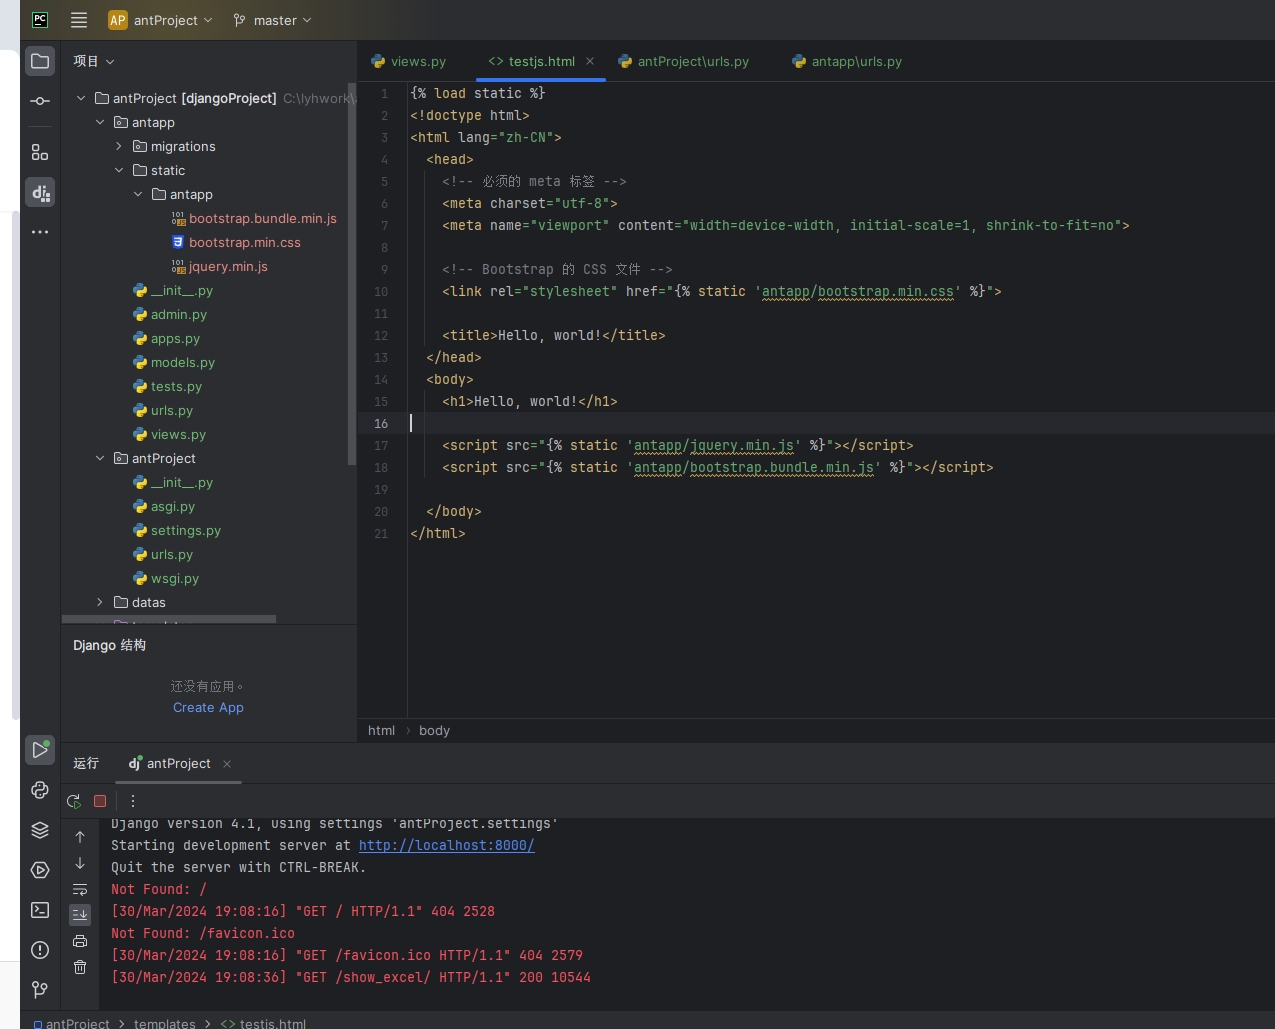 PC
AP antProject master
项目
views.py
testjs.html
antProject\urls.py
antapp\urls.py
antProject [djangoProject] C:\lyhwork\
antapp
migrations
static
antapp
bootstrap.bundle.min.js
bootstrap.min.css
jquery.min.js
__init__.py
admin.py
apps.py
models.py
tests.py
urls.py
views.py
antProject
__init__.py
asgi.py
settings.py
urls.py
wsgi.py
datas
1 {% load static %}
2 <!doctype html>
3 <html lang="zh-CN">
4 <head>
5 <!-- 必须的 meta 标签 -->
6 <meta charset="utf-8">
7 <meta name="viewport" content="width=device-width, initial-scale=1, shrink-to-fit=no">
8
9 <!-- Bootstrap 的 CSS 文件 -->
10 <link rel="stylesheet" href="{% static 'antapp/bootstrap.min.css' %}">
11
12 <title>Hello, world!</title>
13 </head>
14 <body>
15 <h1>Hello, world!</h1>
16
17 <script src="{% static 'antapp/jquery.min.js' %}"></script>
18 <script src="{% static 'antapp/bootstrap.bundle.min.js' %}"></script>
19
20 </body>
21 </html>
Django 结构
还没有应用。
Create App
html › body
运行
dj antProject
Django version 4.1, using settings 'antProject.settings'
Starting development server at http://localhost:8000/
Quit the server with CTRL-BREAK.
Not Found: /
[30/Mar/2024 19:08:16] "GET / HTTP/1.1" 404 2528
Not Found: /favicon.ico
[30/Mar/2024 19:08:16] "GET /favicon.ico HTTP/1.1" 404 2579
[30/Mar/2024 19:08:36] "GET /show_excel/ HTTP/1.1" 200 10544
antProject › templates › <> testjs.html